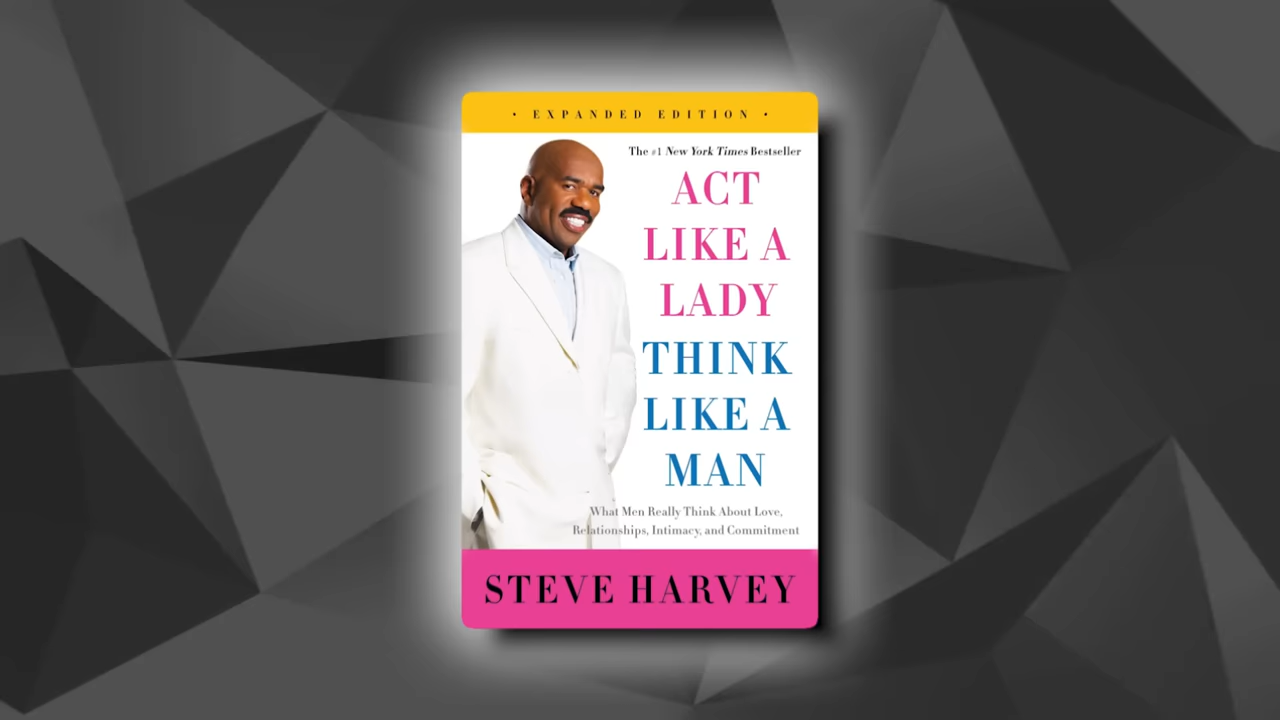 · EXPANDED EDITION ·
The #1 New York Times Bestseller
ACT
LIKE A
LADY
THINK
LIKE A
MAN
What Men Really Think About Love,
Relationships, Intimacy, and Commitment
STEVE HARVEY